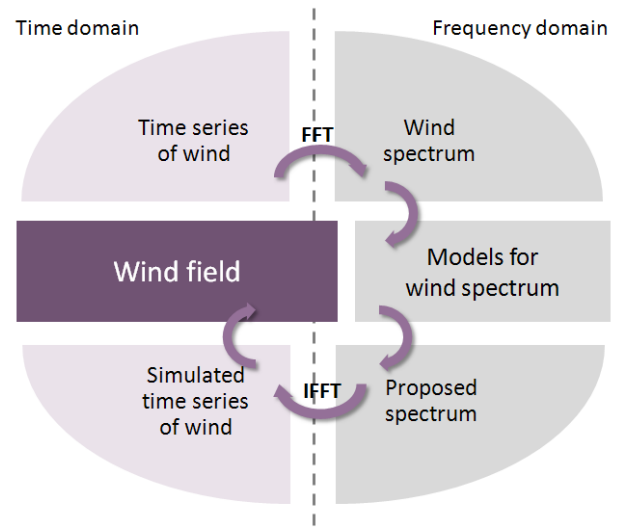 Time domain
Frequency domain
Time series
of wind
FFT
Wind
spectrum
Wind field
Models for
wind spectrum
Simulated
time series
of wind
IFFT
Proposed
spectrum